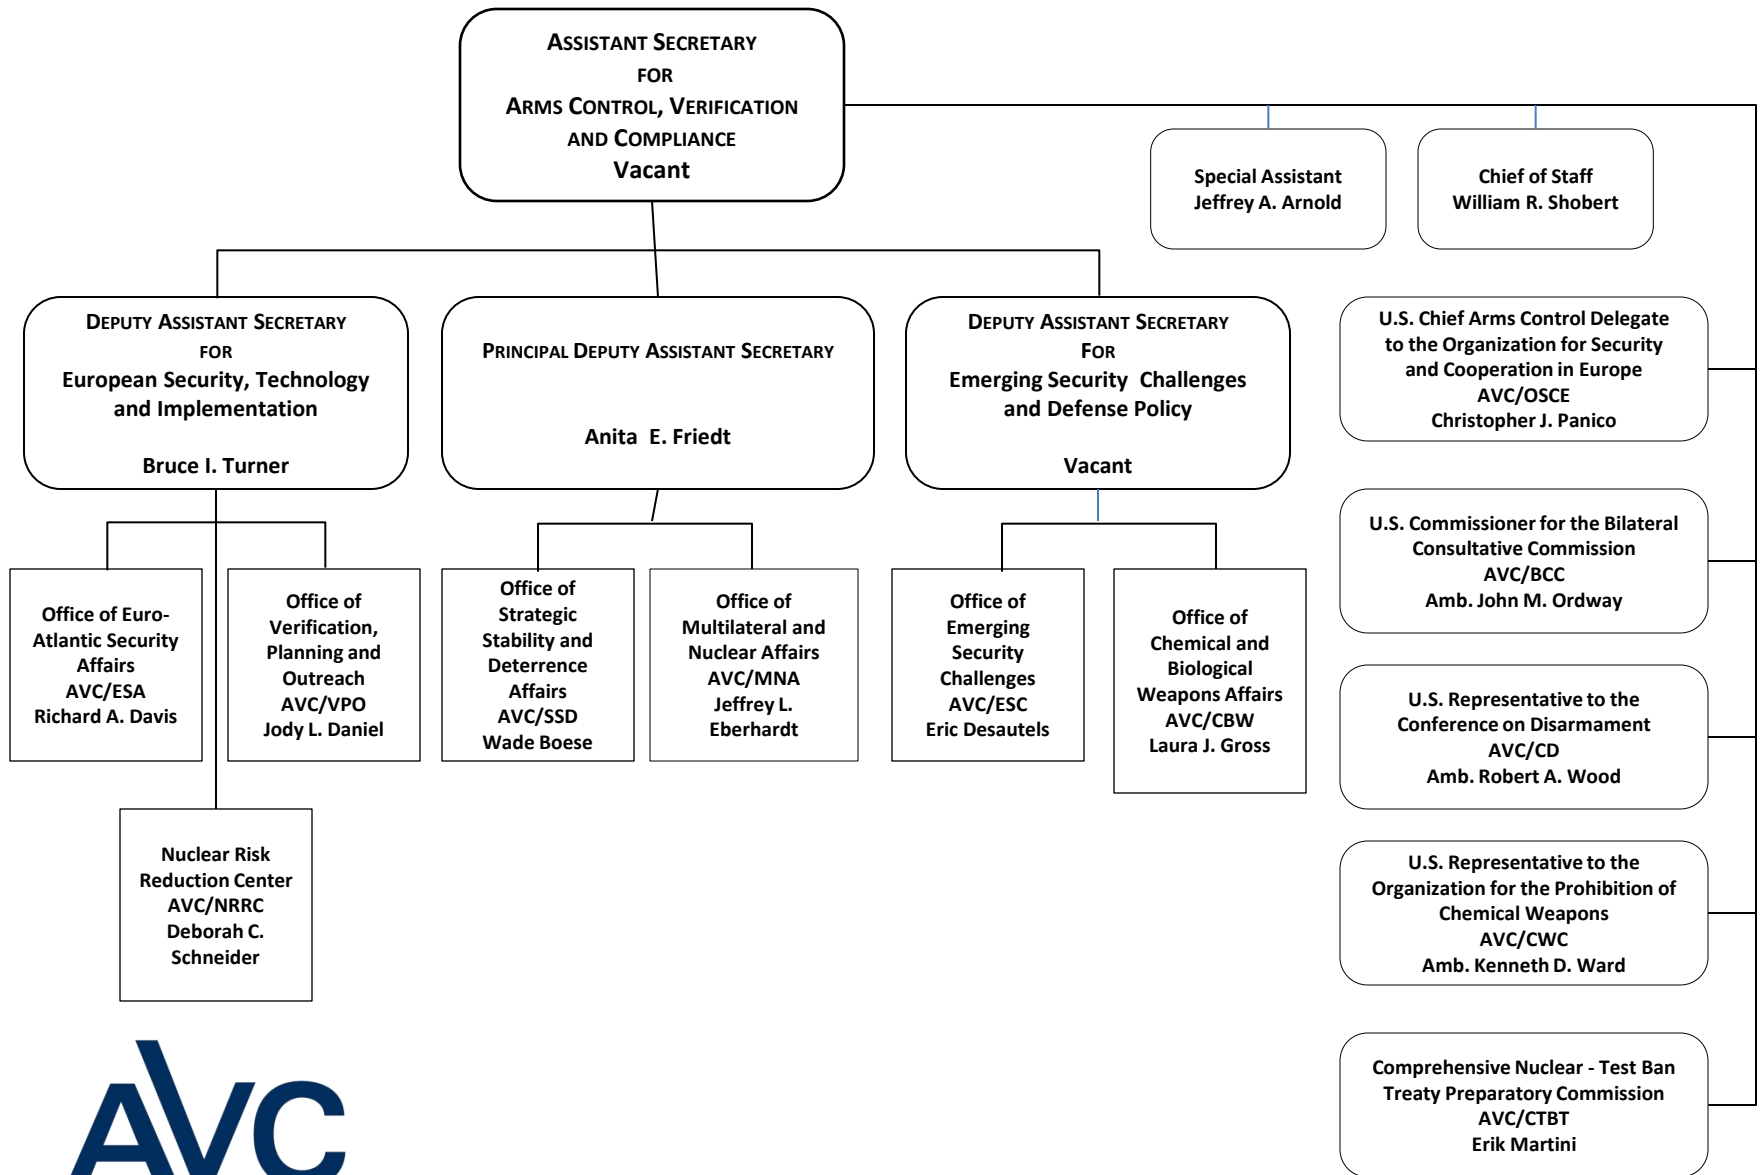 ASSISTANT SECRETARY
FOR
ARMS CONTROL, VERIFICATION
AND COMPLIANCE
Vacant
Special Assistant
Jeffrey A. Arnold
Chief of Staff
William R. Shobert
DEPUTY ASSISTANT SECRETARY
FOR
European Security, Technology
and Implementation
Bruce I. Turner
PRINCIPAL DEPUTY ASSISTANT SECRETARY
Anita E. Friedt
DEPUTY ASSISTANT SECRETARY
FOR
Emerging Security Challenges
and Defense Policy
Vacant
U.S. Chief Arms Control Delegate
to the Organization for Security
and Cooperation in Europe
AVC/OSCE
Christopher J. Panico
U.S. Commissioner for the Bilateral
Consultative Commission
AVC/BCC
Amb. John M. Ordway
Office of Euro-
Atlantic Security
Affairs
AVC/ESA
Richard A. Davis
Office of
Verification,
Planning and
Outreach
AVC/VPO
Jody L. Daniel
Office of
Strategic
Stability and
Deterrence
Affairs
AVC/SSD
Wade Boese
Office of
Multilateral and
Nuclear Affairs
AVC/MNA
Jeffrey L.
Eberhardt
Office of
Emerging
Security
Challenges
AVC/ESC
Eric Desautels
Office of
Chemical and
Biological
Weapons Affairs
AVC/CBW
Laura J. Gross
U.S. Representative to the
Conference on Disarmament
AVC/CD
Amb. Robert A. Wood
Nuclear Risk
Reduction Center
AVC/NRRC
Deborah C.
Schneider
U.S. Representative to the
Organization for the Prohibition of
Chemical Weapons
AVC/CWC
Amb. Kenneth D. Ward
Comprehensive Nuclear - Test Ban
Treaty Preparatory Commission
AVC/CTBT
Erik Martini
AVC